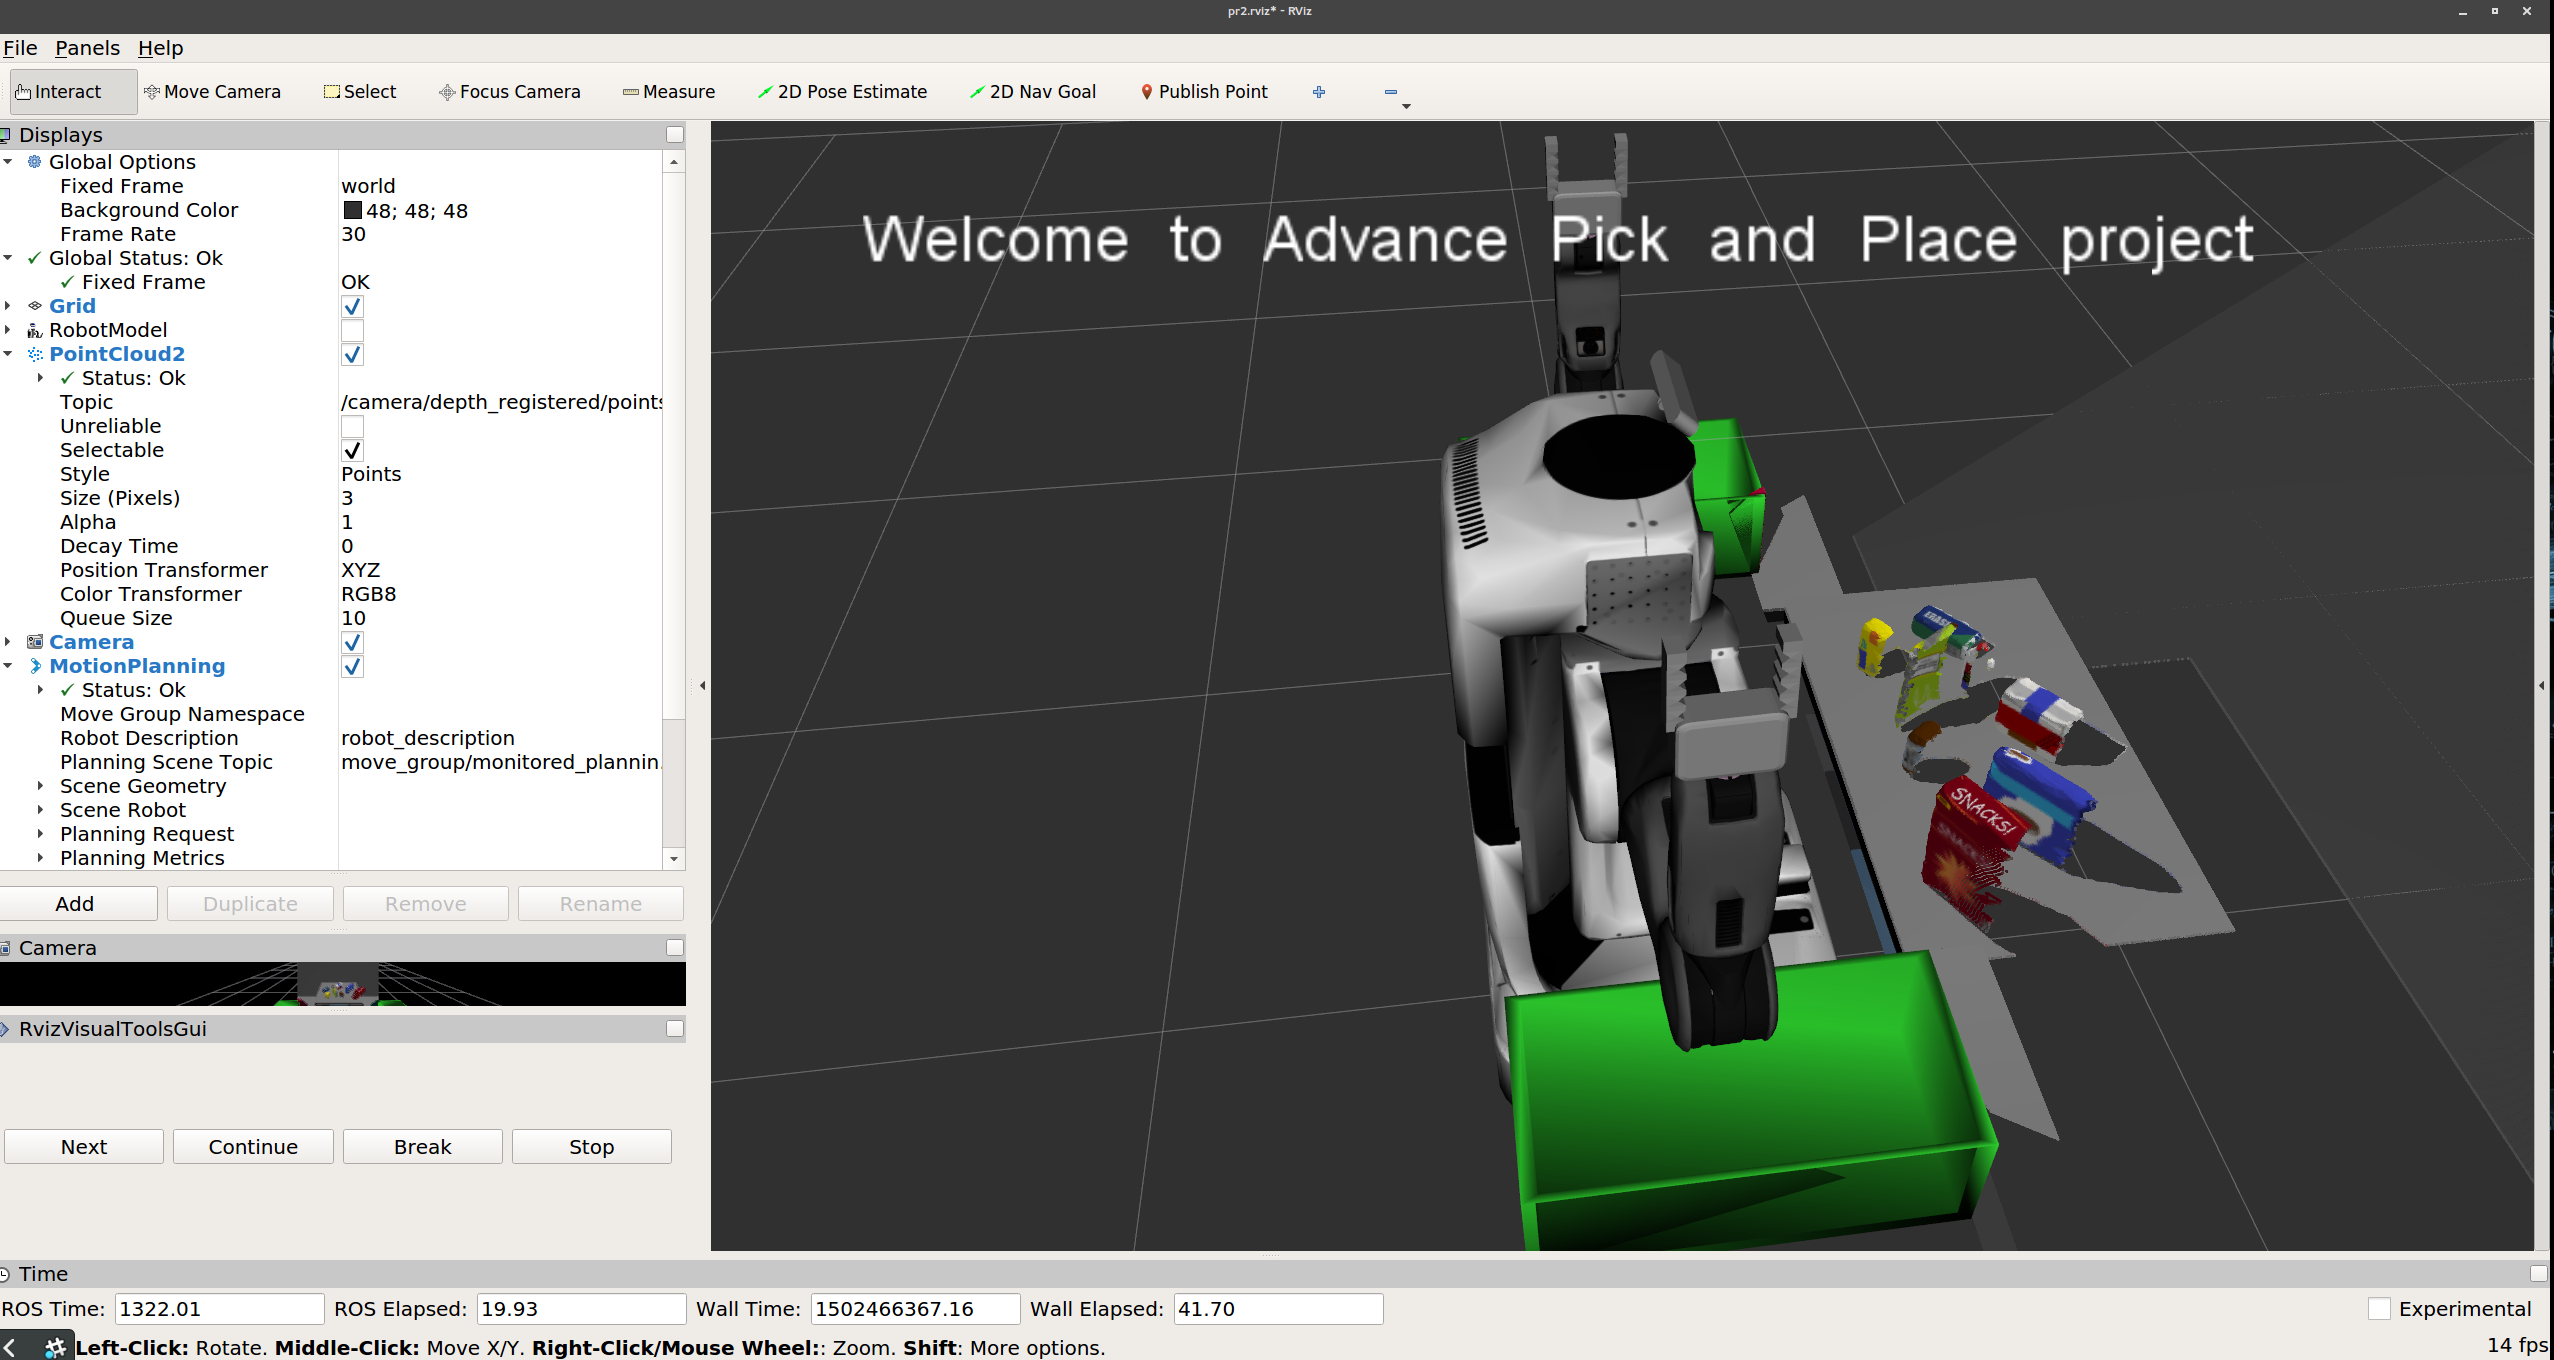 pr2.rviz* - RViz
File Panels Help
Interact Move Camera Select Focus Camera Measure 2D Pose Estimate 2D Nav Goal Publish Point
Displays
Global Options
Fixed Frame world
Background Color 48; 48; 48
Frame Rate 30
Global Status: Ok
Fixed Frame OK
Grid
RobotModel
PointCloud2
Status: Ok
Topic /camera/depth_registered/points
Unreliable
Selectable
Style Points
Size (Pixels) 3
Alpha 1
Decay Time 0
Position Transformer XYZ
Color Transformer RGB8
Queue Size 10
Camera
MotionPlanning
Status: Ok
Move Group Namespace
Robot Description robot_description
Planning Scene Topic move_group/monitored_plannin.
Scene Geometry
Scene Robot
Planning Request
Planning Metrics
Add Duplicate Remove Rename
Camera
RvizVisualToolsGui
Next Continue Break Stop
Welcome to Advance Pick and Place project
SNACKS!
Time
ROS Time: 1322.01 ROS Elapsed: 19.93 Wall Time: 1502466367.16 Wall Elapsed: 41.70 Experimental
Left-Click: Rotate. Middle-Click: Move X/Y. Right-Click/Mouse Wheel:: Zoom. Shift: More options. 14 fps